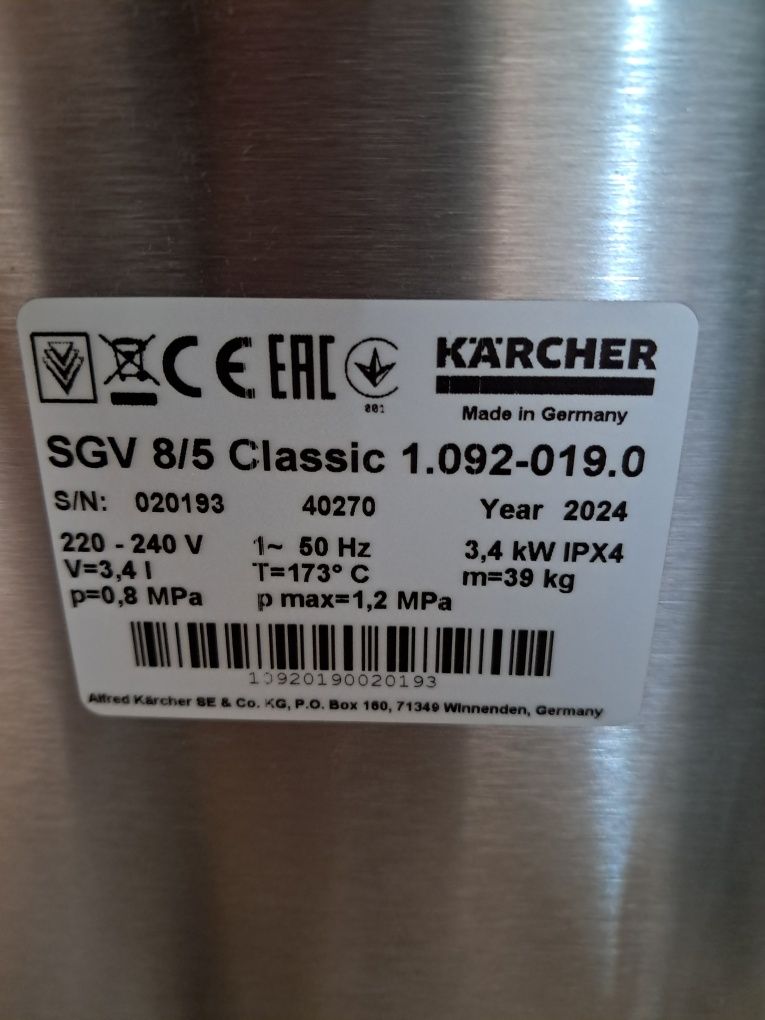 CE EAC
001
KÄRCHER
Made in Germany
SGV 8/5 Classic 1.092-019.0
S/N: 020193 40270 Year 2024
220 - 240 V 1~ 50 Hz 3,4 kW IPX4
V=3,4 l T=173° C m=39 kg
p=0,8 MPa p max=1,2 MPa
10920190020193
Alfred Kärcher SE & Co. KG, P.O. Box 160, 71349 Winnenden, Germany